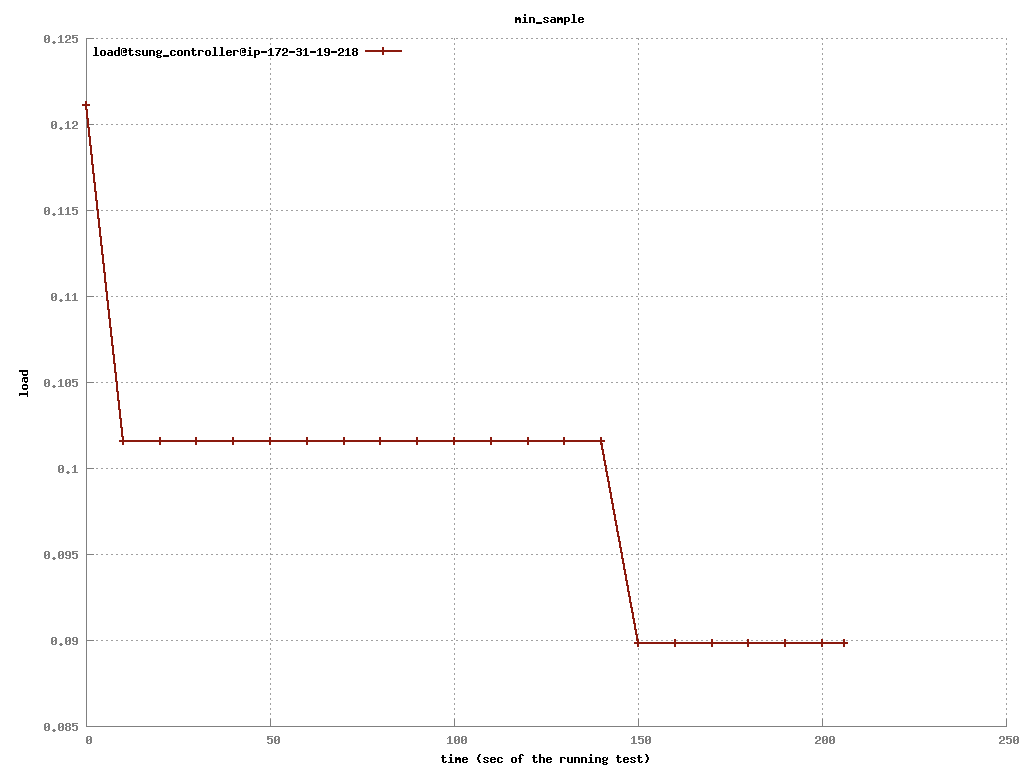 min_sample
load@tsung_controller@ip-172-31-19-218
0.125
0.12
0.115
0.11
0.105
0.1
0.095
0.09
0.085
load
0 50 100 150 200 250
time (sec of the running test)